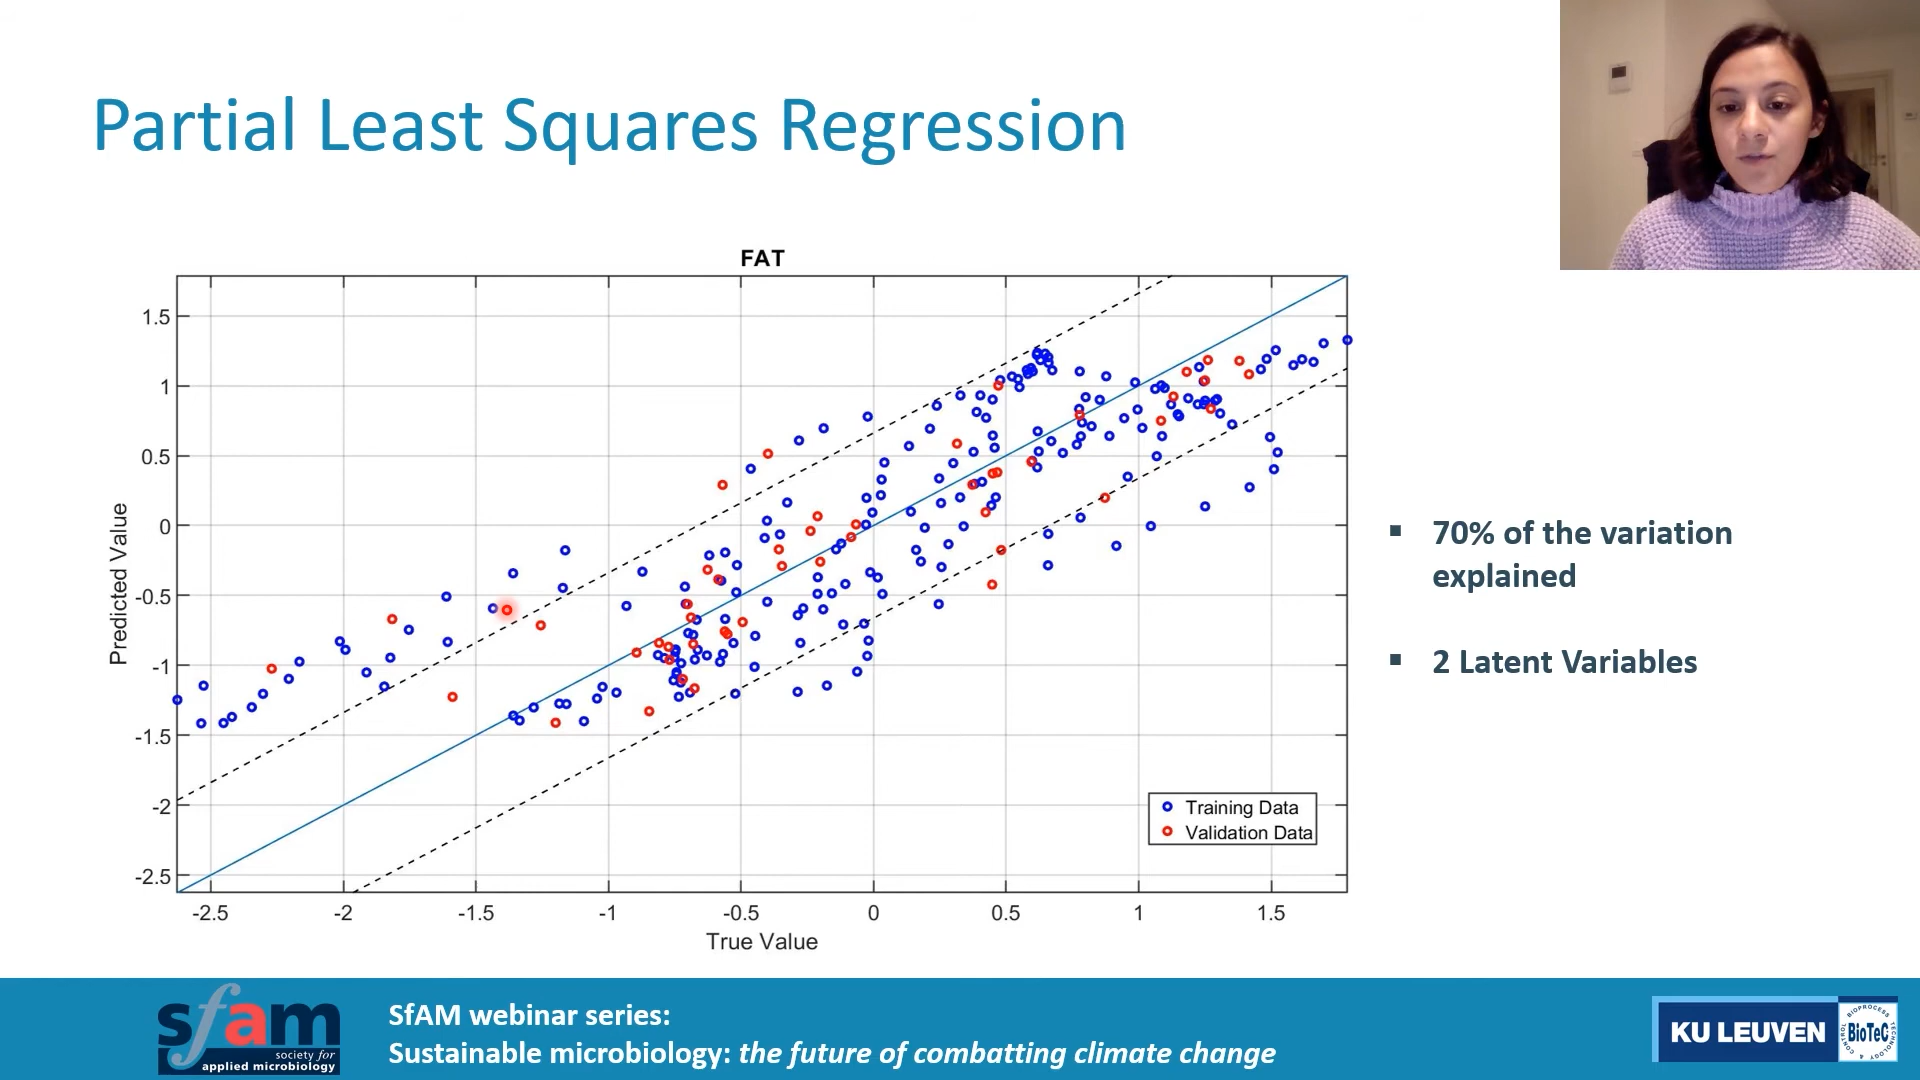 Partial Least Squares Regression
FAT
1.5
1
0.5
0
-0.5
-1
-1.5
-2
-2.5
Predicted Value
-2.5
-2
-1.5
-1
-0.5
0
0.5
1
1.5
True Value
Training Data
Validation Data
▪ 70% of the variation
explained
▪ 2 Latent Variables
sfam
society for
applied microbiology
SfAM webinar series:
Sustainable microbiology: the future of combatting climate change
KU LEUVEN
BioTeC
BIOPROCESS
TECHNOLOGY & CONTROL